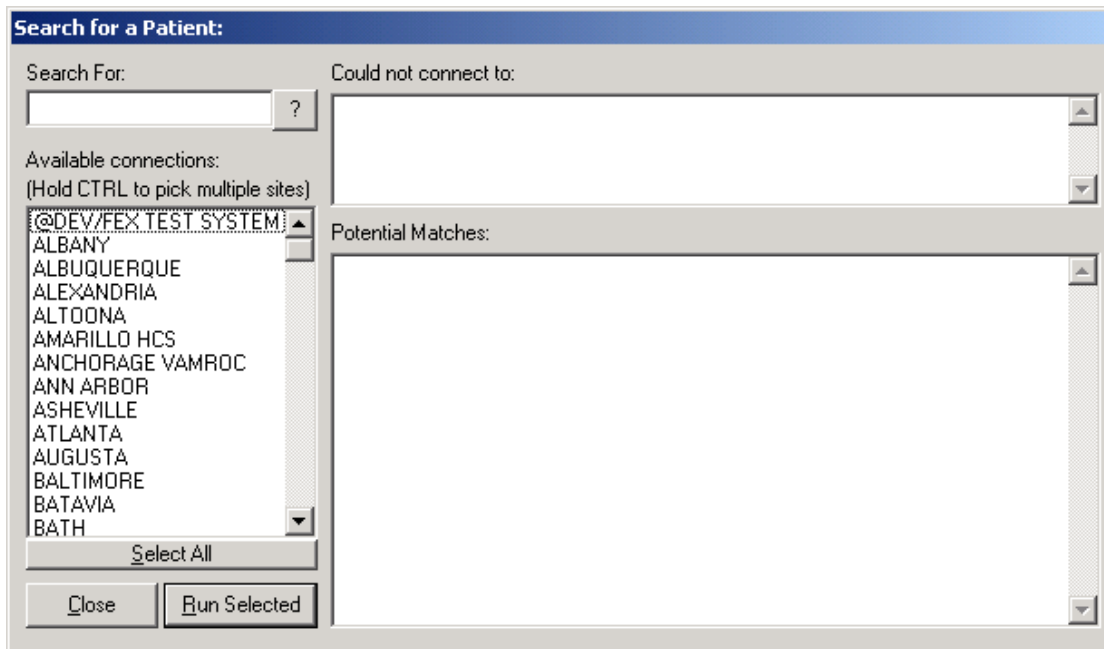 Search for a Patient:
Search For:
?
Available connections:
(Hold CTRL to pick multiple sites)
@DEV/FEX TEST SYSTEM
ALBANY
ALBUQUERQUE
ALEXANDRIA
ALTOONA
AMARILLO HCS
ANCHORAGE VAMROC
ANN ARBOR
ASHEVILLE
ATLANTA
AUGUSTA
BALTIMORE
BATAVIA
BATH
Select All
Close
Run Selected
Could not connect to:
Potential Matches: